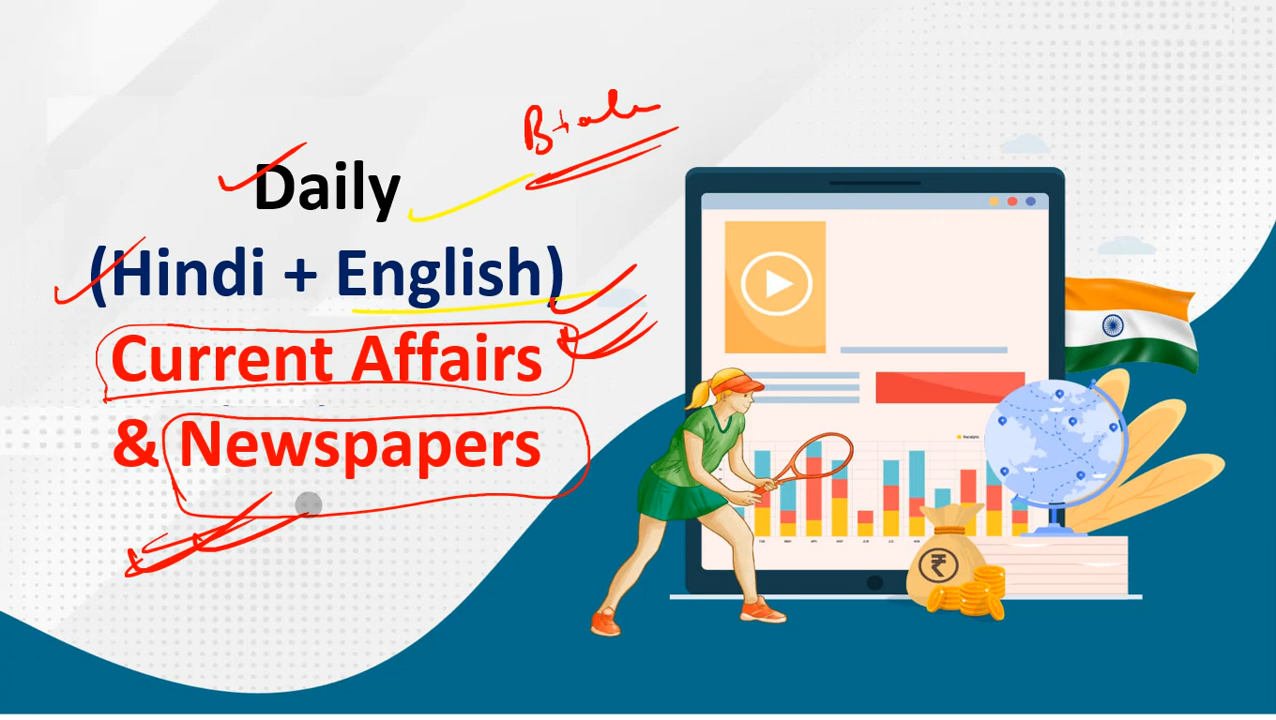 Daily
(Hindi + English)
Current Affairs
& Newspapers
₹